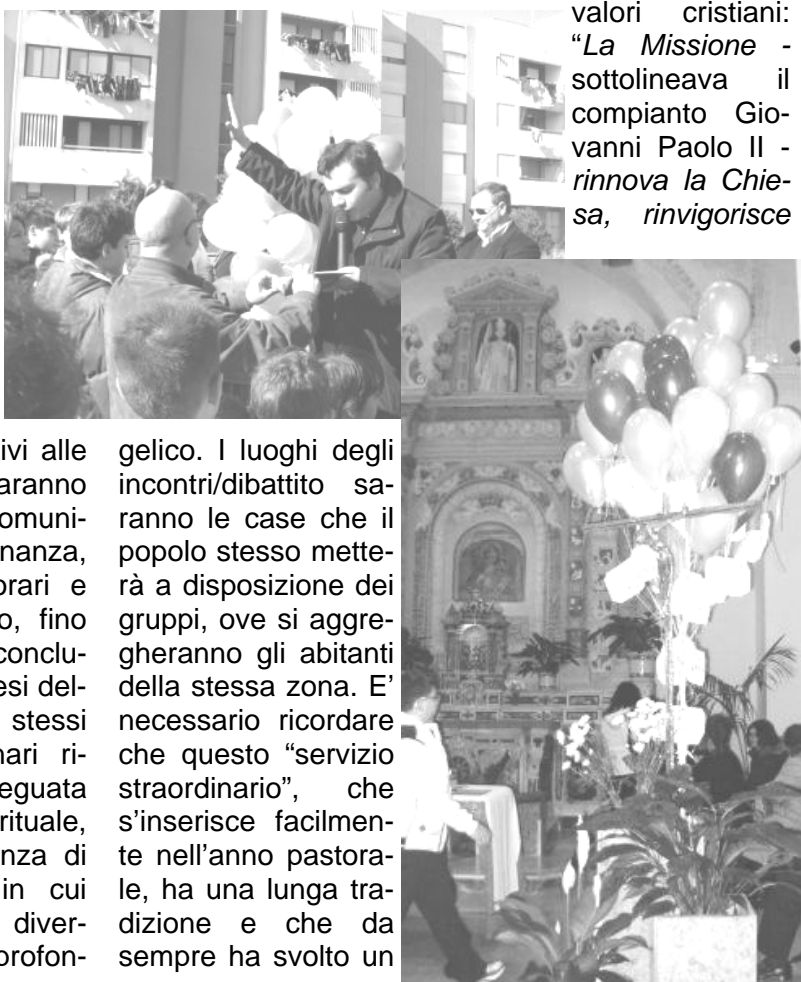 ivi alle
aranno
omuni-
nanza,
orari e
o, fino
conclu-
esi del-
stessi
nari ri-
eguata
rituale,
nza di
in cui
diver-
profon-
gelico. I luoghi degli
incontri/dibattito sa-
ranno le case che il
popolo stesso mette-
rà a disposizione dei
gruppi, ove si aggre-
gheranno gli abitanti
della stessa zona. E’
necessario ricordare
che questo “servizio
straordinario”, che
s’inserisce facilmen-
te nell’anno pastora-
le, ha una lunga tra-
dizione e che da
sempre ha svolto un
valori cristiani:
“La Missione -
sottolineava il
compianto Gio-
vanni Paolo II -
rinnova la Chie-
sa, rinvigorisce